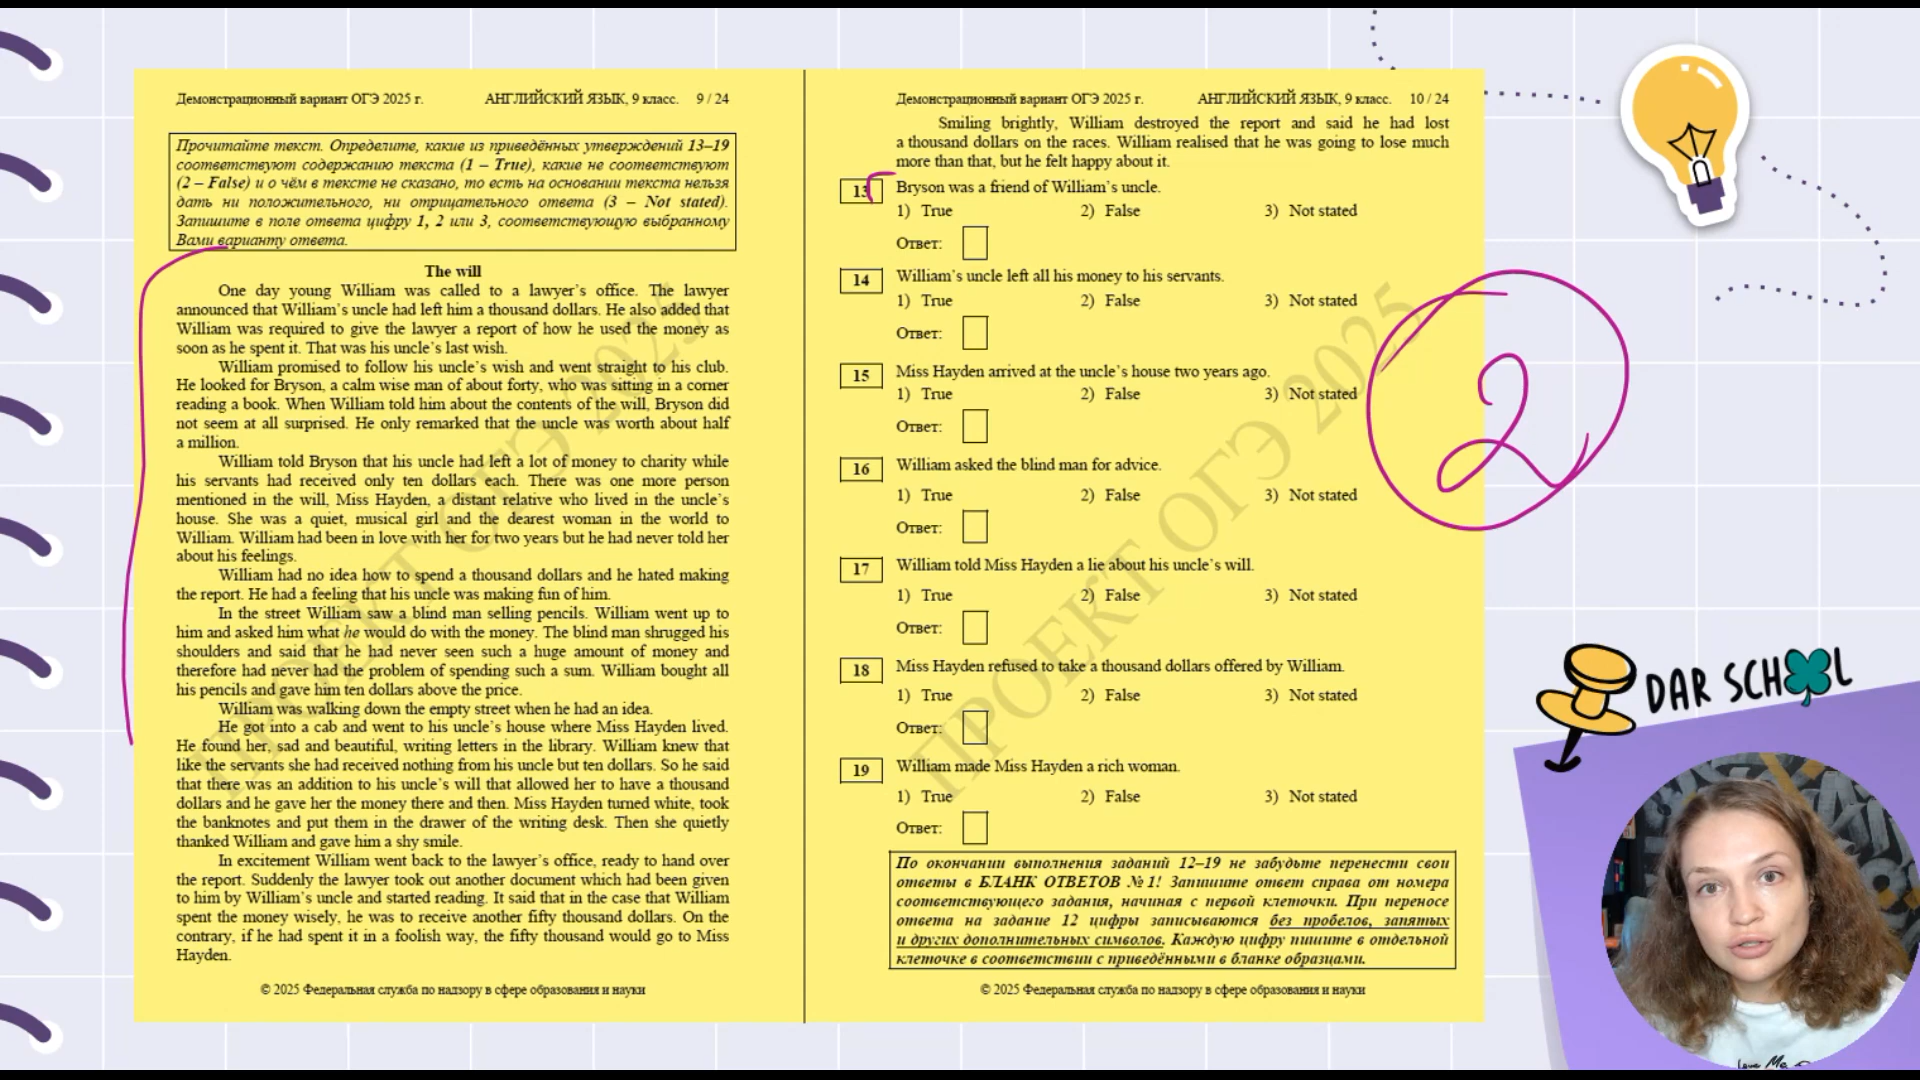 Демонстрационный вариант ОГЭ 2025 г. АНГЛИЙСКИЙ ЯЗЫК, 9 класс. 9 / 24
Прочитайте текст. Определите, какие из приведённых утверждений 13–19
соответствуют содержанию текста (1 – True), какие не соответствуют
(2 – False) и о чём в тексте не сказано, то есть на основании текста нельзя
дать ни положительного, ни отрицательного ответа (3 – Not stated).
Запишите в поле ответа цифру 1, 2 или 3, соответствующую выбранному
Вами варианту ответа.
The will
One day young William was called to a lawyer's office. The lawyer
announced that William's uncle had left him a thousand dollars. He also added that
William was required to give the lawyer a report of how he used the money as
soon as he spent it. That was his uncle's last wish.
William promised to follow his uncle's wish and went straight to his club.
He looked for Bryson, a calm wise man of about forty, who was sitting in a corner
reading a book. When William told him about the contents of the will, Bryson did
not seem at all surprised. He only remarked that the uncle was worth about half
a million.
William told Bryson that his uncle had left a lot of money to charity while
his servants had received only ten dollars each. There was one more person
mentioned in the will, Miss Hayden, a distant relative who lived in the uncle's
house. She was a quiet, musical girl and the dearest woman in the world to
William. William had been in love with her for two years but he had never told her
about his feelings.
William had no idea how to spend a thousand dollars and he hated making
the report. He had a feeling that his uncle was making fun of him.
In the street William saw a blind man selling pencils. William went up to
him and asked him what he would do with the money. The blind man shrugged his
shoulders and said that he had never seen such a huge amount of money and
therefore had never had the problem of spending such a sum. William bought all
his pencils and gave him ten dollars above the price.
William was walking down the empty street when he had an idea.
He got into a cab and went to his uncle's house where Miss Hayden lived.
He found her, sad and beautiful, writing letters in the library. William knew that
like the servants she had received nothing from his uncle but ten dollars. So he said
that there was an addition to his uncle's will that allowed her to have a thousand
dollars and he gave her the money there and then. Miss Hayden turned white, took
the banknotes and put them in the drawer of the writing desk. Then she quietly
thanked William and gave him a shy smile.
In excitement William went back to the lawyer's office, ready to hand over
the report. Suddenly the lawyer took out another document which had been given
to him by William's uncle and started reading. It said that in the case that William
spent the money wisely, he was to receive another fifty thousand dollars. On the
contrary, if he had spent it in a foolish way, the fifty thousand would go to Miss
Hayden.
© 2025 Федеральная служба по надзору в сфере образования и науки
Демонстрационный вариант ОГЭ 2025 г. АНГЛИЙСКИЙ ЯЗЫК, 9 класс. 10 / 24
Smiling brightly, William destroyed the report and said he had lost
a thousand dollars on the races. William realised that he was going to lose much
more than that, but he felt happy about it.
13 Bryson was a friend of William's uncle.
1) True 2) False 3) Not stated
Ответ:
14 William's uncle left all his money to his servants.
1) True 2) False 3) Not stated
Ответ:
15 Miss Hayden arrived at the uncle's house two years ago.
1) True 2) False 3) Not stated
Ответ:
16 William asked the blind man for advice.
1) True 2) False 3) Not stated
Ответ:
17 William told Miss Hayden a lie about his uncle's will.
1) True 2) False 3) Not stated
Ответ:
18 Miss Hayden refused to take a thousand dollars offered by William.
1) True 2) False 3) Not stated
Ответ:
19 William made Miss Hayden a rich woman.
1) True 2) False 3) Not stated
Ответ:
По окончании выполнения заданий 12–19 не забудьте перенести свои
ответы в БЛАНК ОТВЕТОВ № 1! Запишите ответ справа от номера
соответствующего задания, начиная с первой клеточки. При переносе
ответа на задание 12 цифры записываются без пробелов, запятых
и других дополнительных символов. Каждую цифру пишите в отдельной
клеточке в соответствии с приведёнными в бланке образцами.
© 2025 Федеральная служба по надзору в сфере образования и науки
ПРОЕКТ ОГЭ 2025
ПРОЕКТ ОГЭ 2025
2
DAR SCHOOL
Love Me